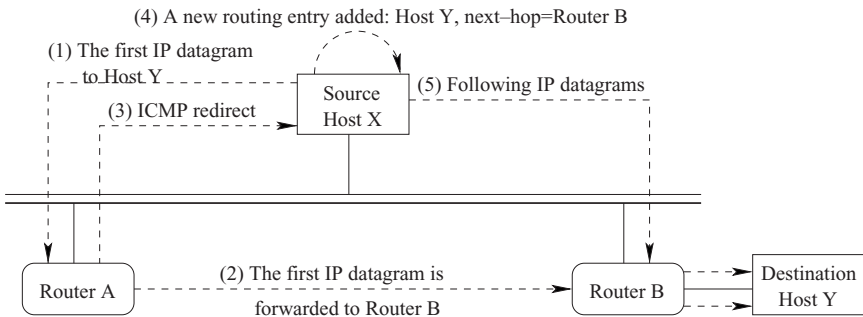 (4) A new routing entry added: Host Y, next–hop=Router B
(1) The first IP datagram
to Host Y
(3) ICMP redirect
Source
Host X
(5) Following IP datagrams
Router A
(2) The first IP datagram is
forwarded to Router B
Router B
Destination
Host Y